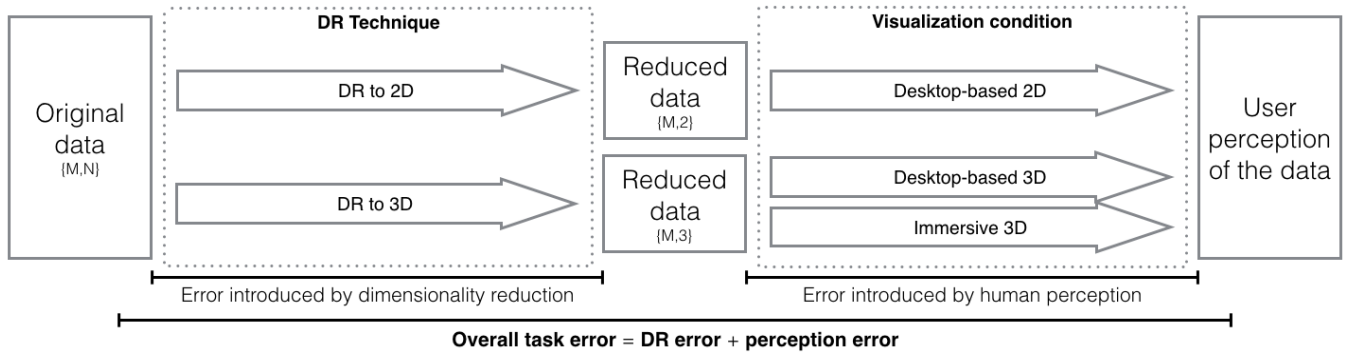 Original
data
{M,N}
DR Technique
DR to 2D
DR to 3D
Reduced
data
{M,2}
Reduced
data
{M,3}
Visualization condition
Desktop-based 2D
Desktop-based 3D
Immersive 3D
User
perception
of the data
Error introduced by dimensionality reduction
Error introduced by human perception
Overall task error = DR error + perception error